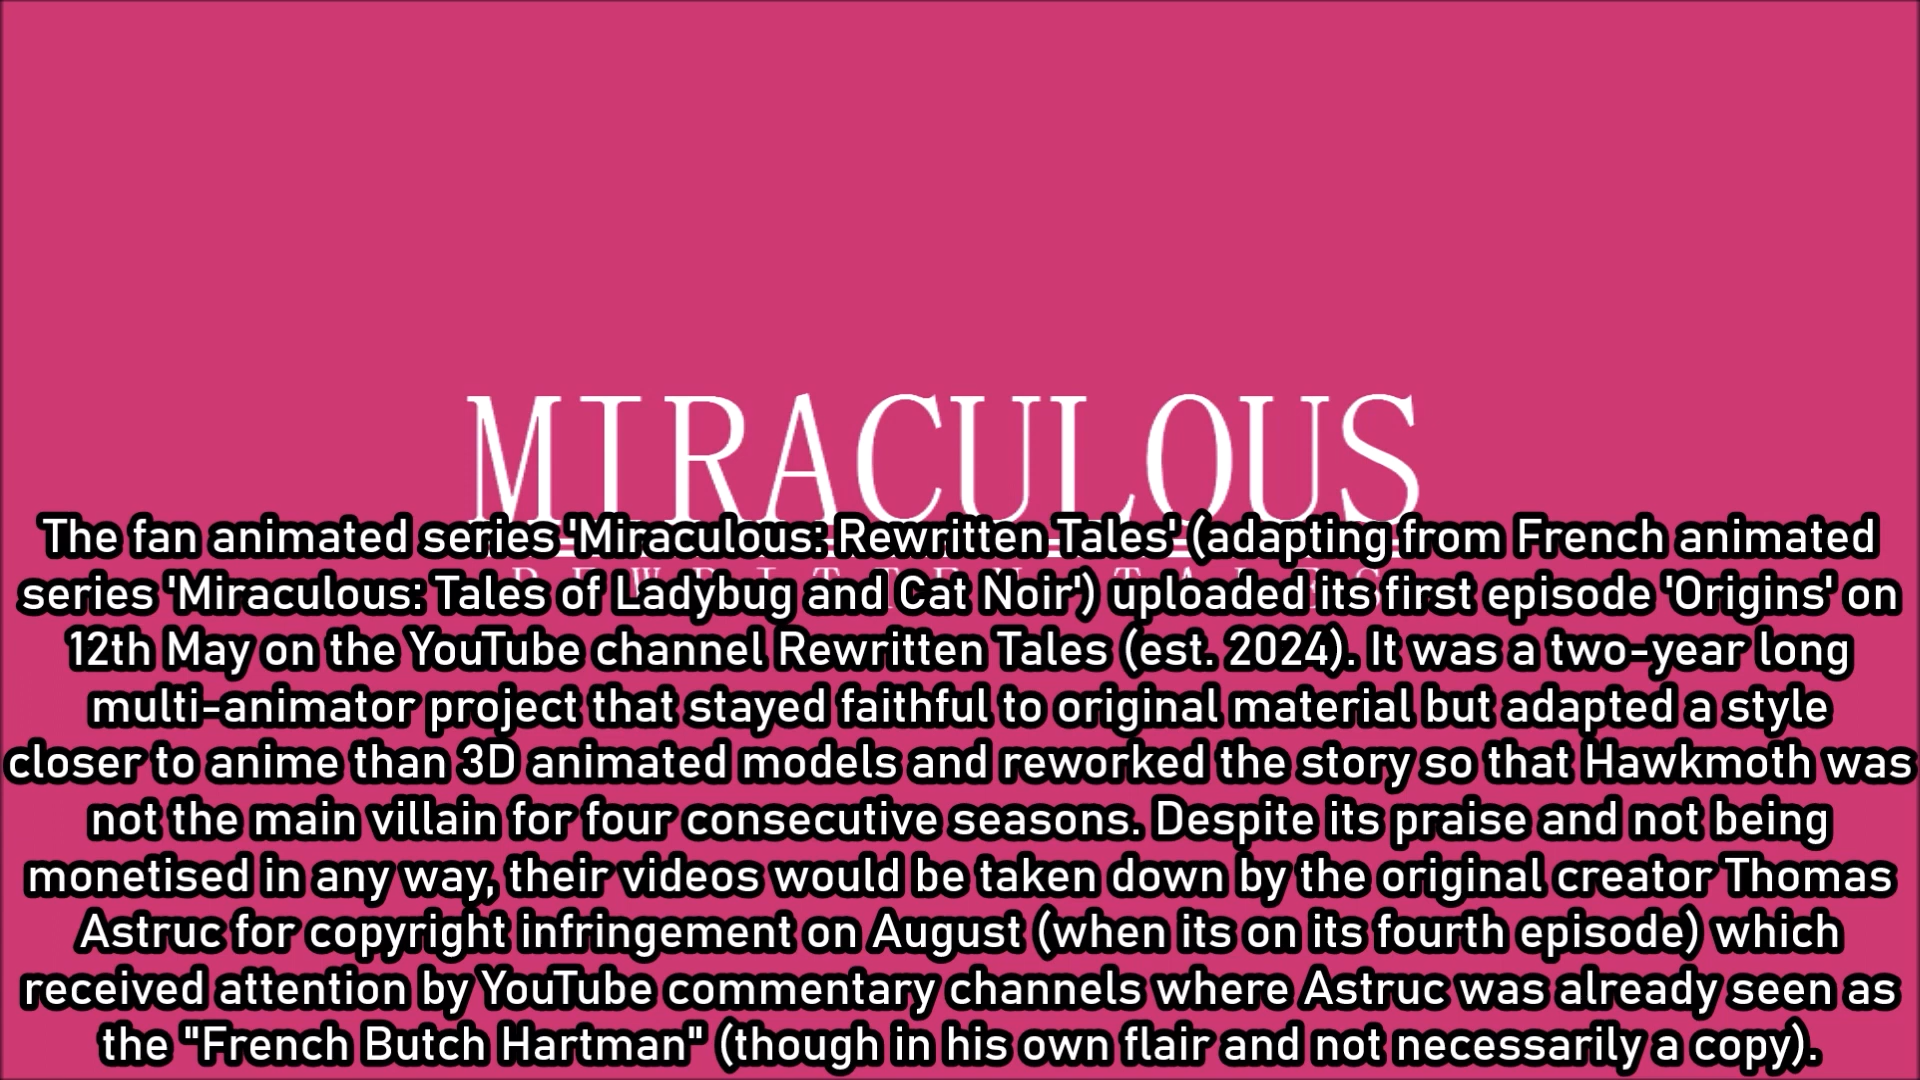 MIRACULOUS
The fan animated series 'Miraculous: Rewritten Tales' (adapting from French animated
series 'Miraculous: Tales of Ladybug and Cat Noir') uploaded its first episode 'Origins' on
12th May on the YouTube channel Rewritten Tales (est. 2024). It was a two-year long
multi-animator project that stayed faithful to original material but adapted a style
closer to anime than 3D animated models and reworked the story so that Hawkmoth was
not the main villain for four consecutive seasons. Despite its praise and not being
monetised in any way, their videos would be taken down by the original creator Thomas
Astruc for copyright infringement on August (when its on its fourth episode) which
received attention by YouTube commentary channels where Astruc was already seen as
the "French Butch Hartman" (though in his own flair and not necessarily a copy).